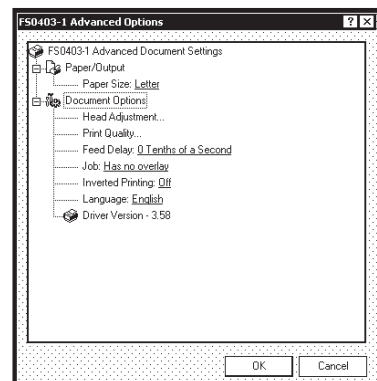 FS0403-1 Advanced Options
FS0403-1 Advanced Document Settings
Paper/Output
Paper Size: Letter
Document Options
Head Adjustment...
Print Quality...
Feed Delay: 0 Tenths of a Second
Job: Has no overlay
Inverted Printing: Off
Language: English
Driver Version - 3.58
OK Cancel